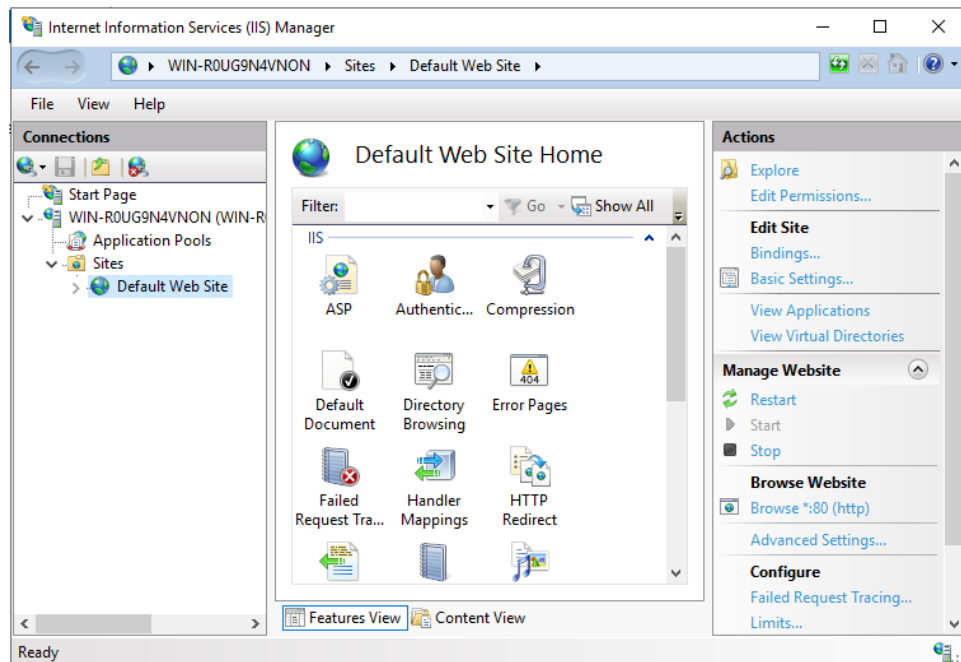 Internet Information Services (IIS) Manager
WIN-R0UG9N4VNON Sites Default Web Site
File View Help
Connections
Start Page
WIN-R0UG9N4VNON (WIN-R
Application Pools
Sites
Default Web Site
Default Web Site Home
Filter: Go Show All
IIS
ASP Authentic... Compression
Default Document
Directory Browsing
Error Pages
Failed Request Tra...
Handler Mappings
HTTP Redirect
404
Features View Content View
Actions
Explore
Edit Permissions...
Edit Site
Bindings...
Basic Settings...
View Applications
View Virtual Directories
Manage Website
Restart
Start
Stop
Browse Website
Browse *:80 (http)
Advanced Settings...
Configure
Failed Request Tracing...
Limits...
Ready